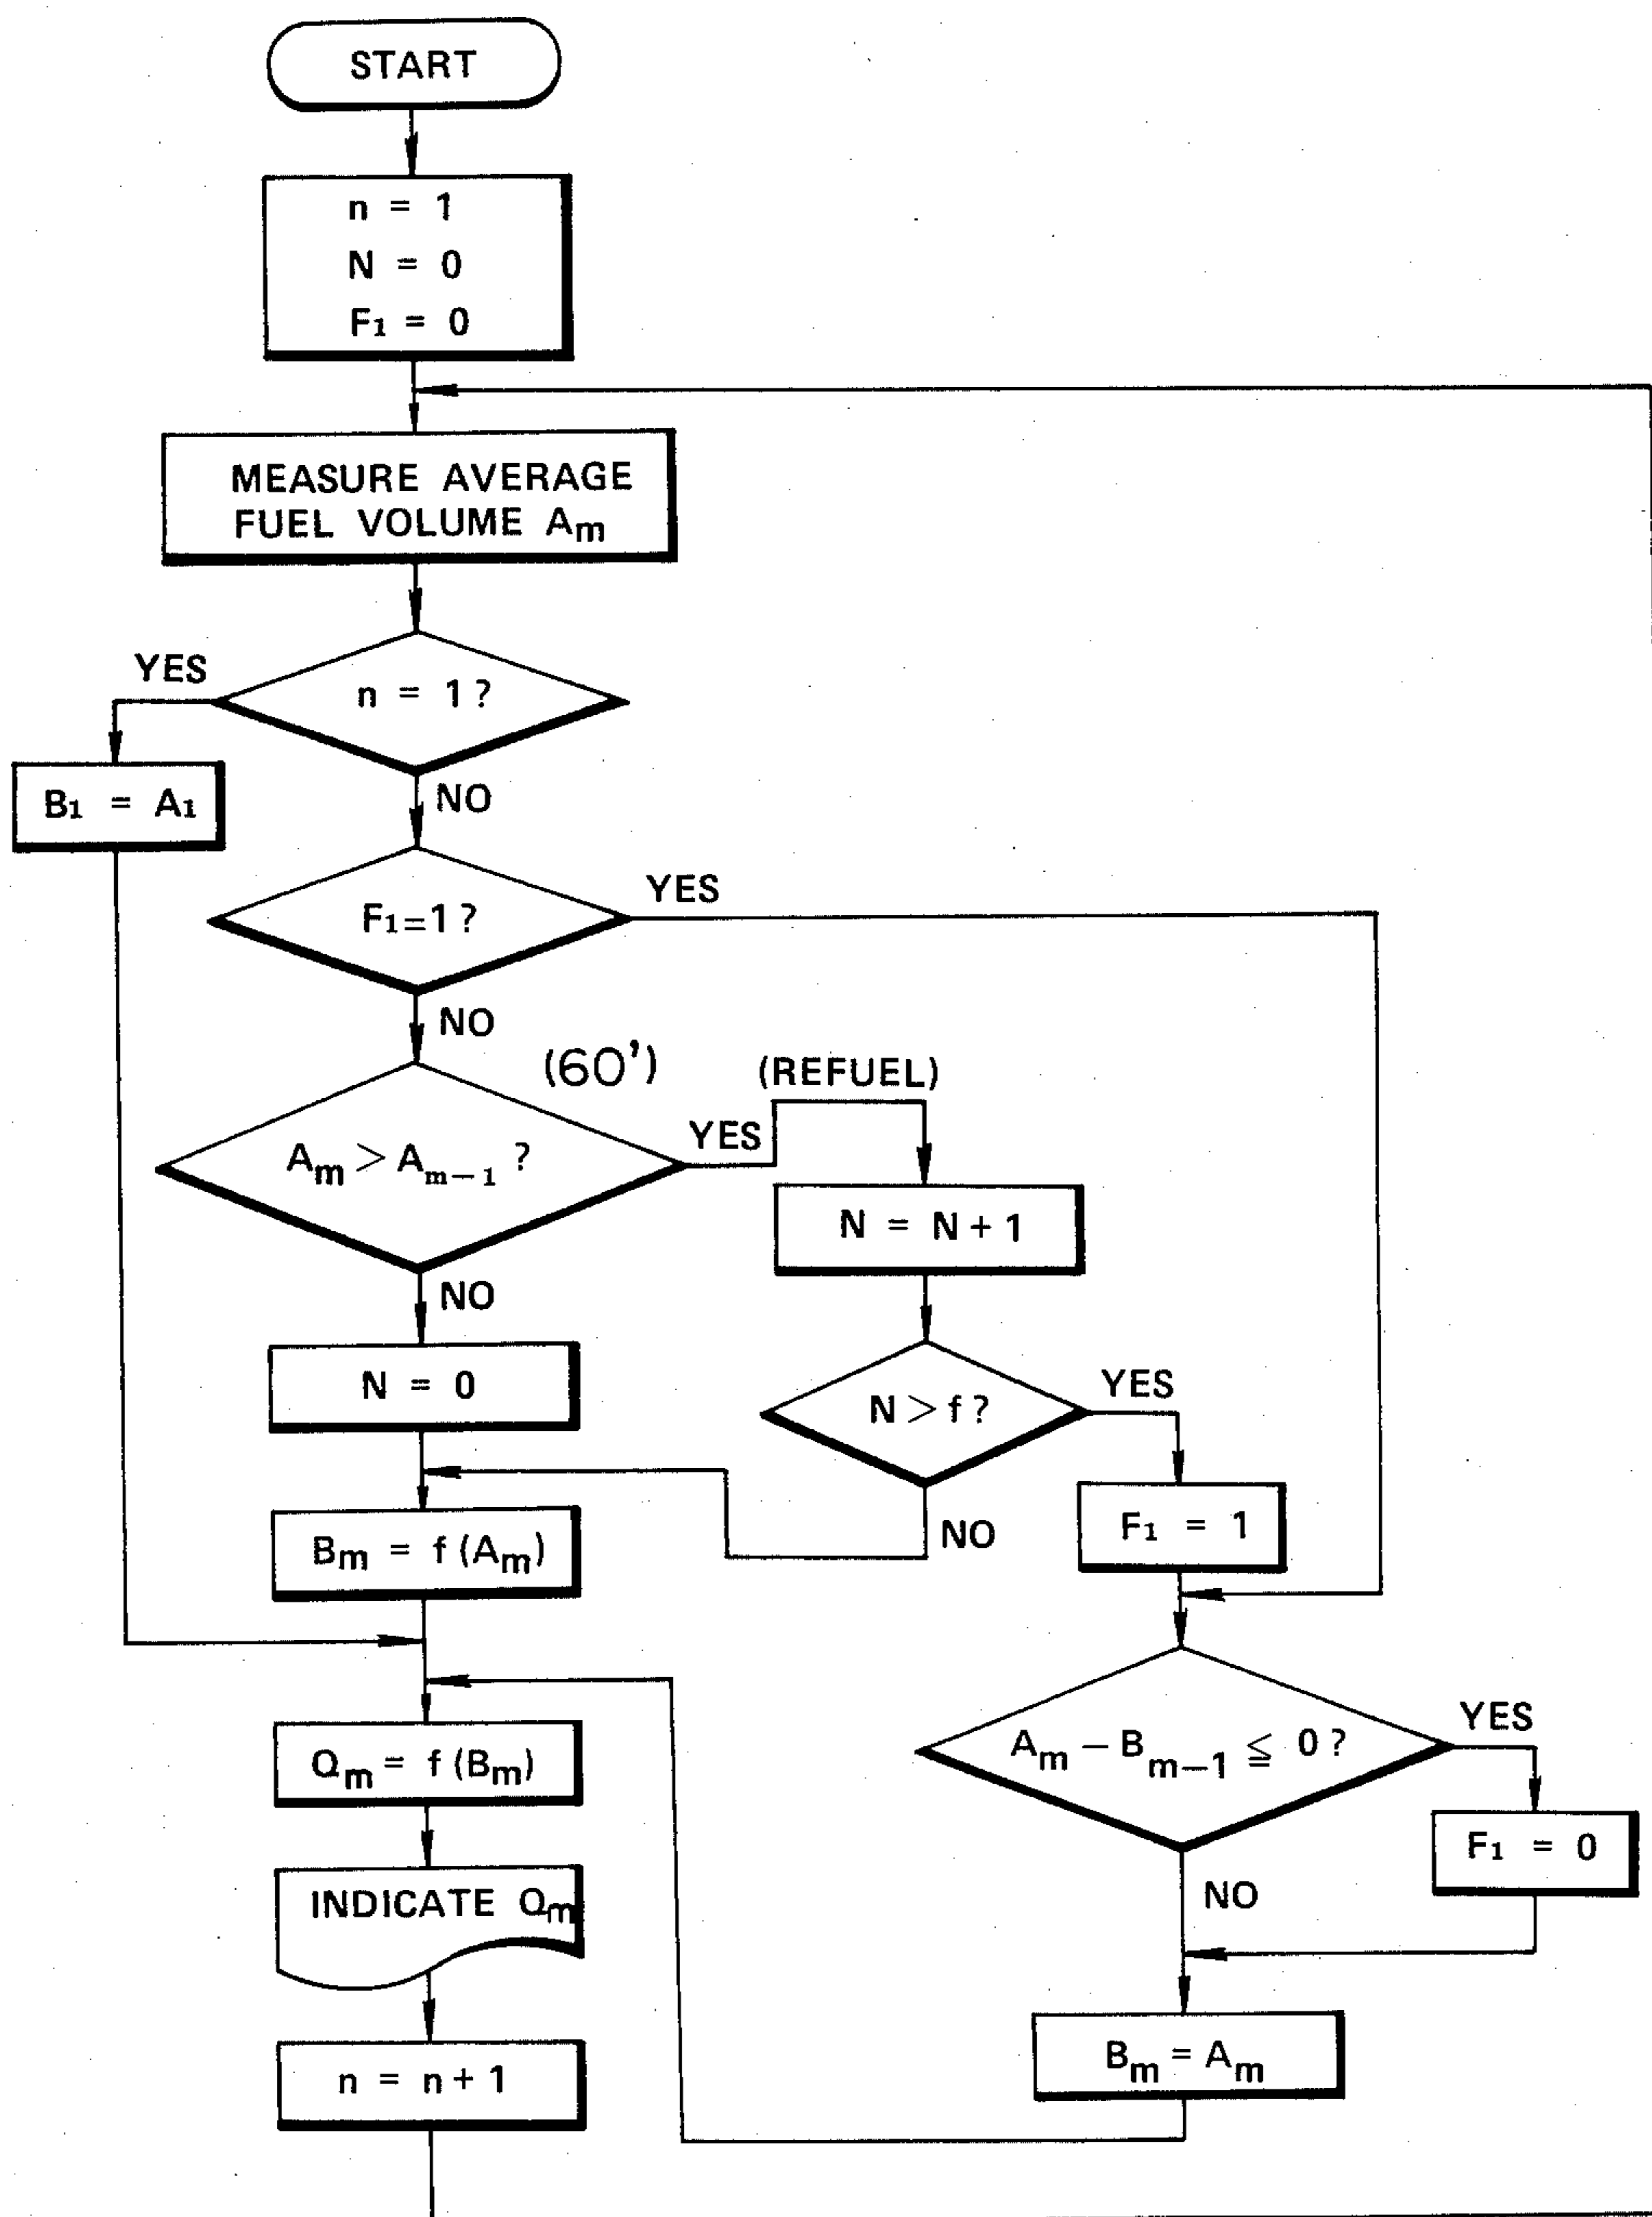 START
n = 1
N = 0
F₁ = 0
MEASURE AVERAGE
FUEL VOLUME Aₘ
YES
n = 1?
B₁ = A₁
NO
YES
F₁=1?
NO
(60')
(REFUEL)
YES
Aₘ > Aₘ₋₁ ?
N = N+1
NO
N = 0
YES
N > f?
NO
F₁ = 1
Bₘ = f(Aₘ)
YES
Aₘ − Bₘ₋₁ ≦ 0?
Qₘ = f(Bₘ)
F₁ = 0
NO
INDICATE Qₘ
Bₘ = Aₘ
n = n+1